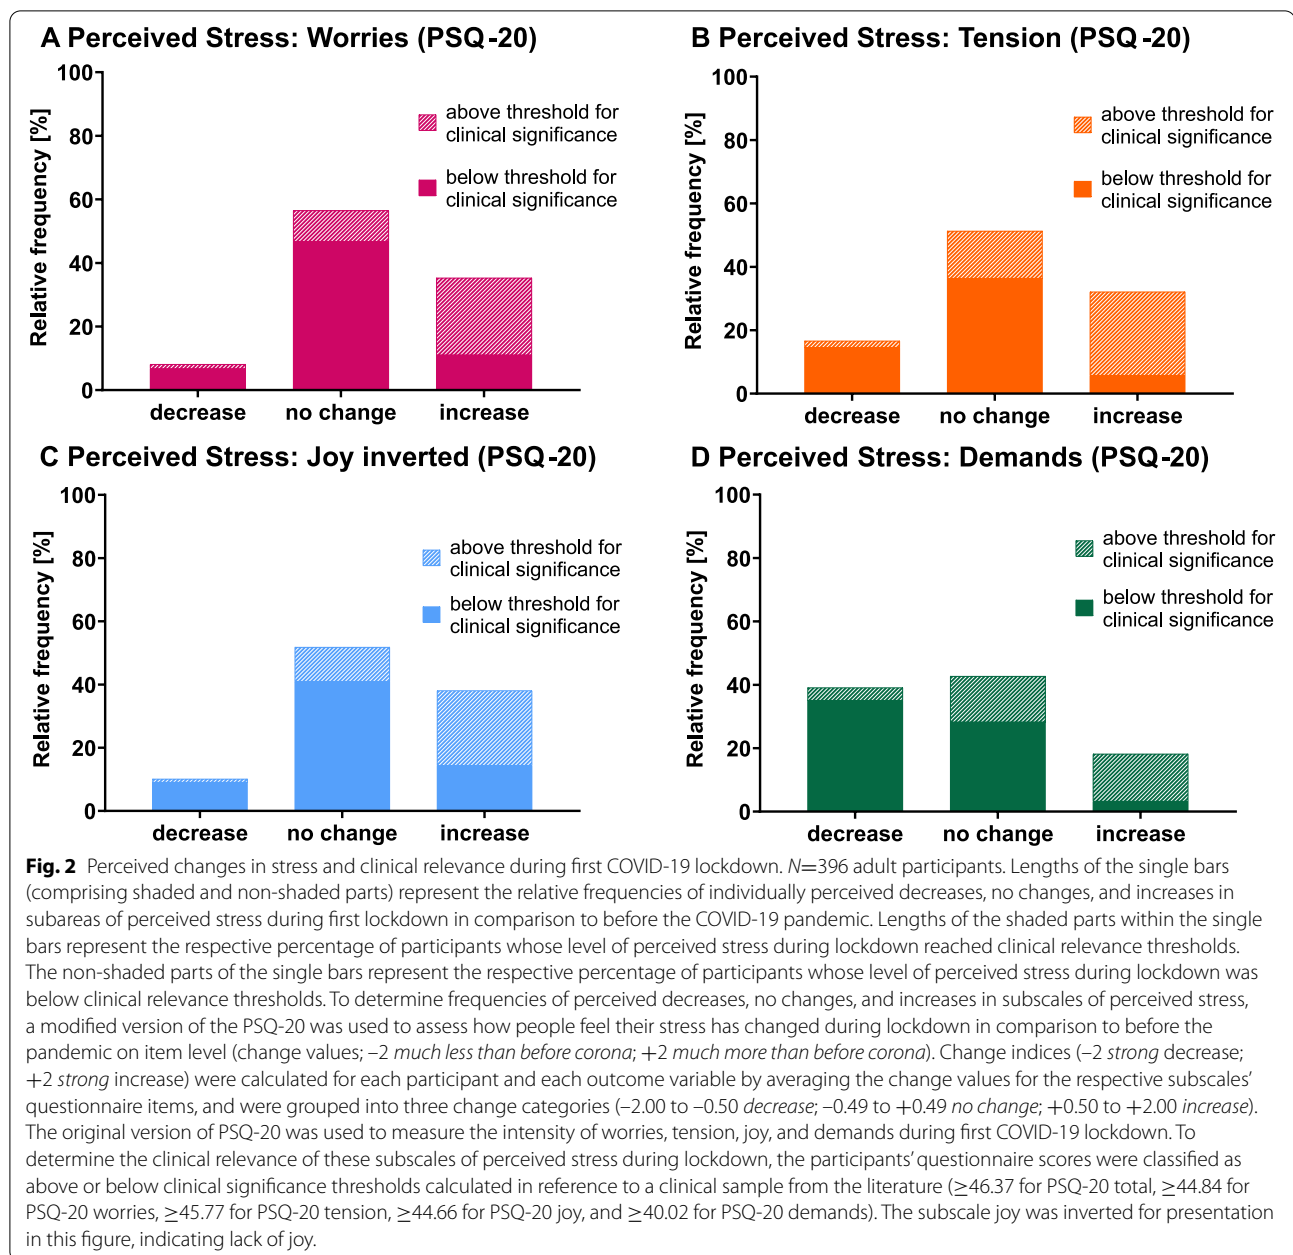 A Perceived Stress: Worries (PSQ-20)
100
80
60
40
20
0
Relative frequency [%]
above threshold for
clinical significance
below threshold for
clinical significance
decrease no change increase
B Perceived Stress: Tension (PSQ-20)
100
80
60
40
20
0
Relative frequency [%]
above threshold for
clinical significance
below threshold for
clinical significance
decrease no change increase
C Perceived Stress: Joy inverted (PSQ-20)
100
80
60
40
20
0
Relative frequency [%]
above threshold for
clinical significance
below threshold for
clinical significance
decrease no change increase
D Perceived Stress: Demands (PSQ-20)
100
80
60
40
20
0
Relative frequency [%]
above threshold for
clinical significance
below threshold for
clinical significance
decrease no change increase
Fig. 2 Perceived changes in stress and clinical relevance during first COVID-19 lockdown. N=396 adult participants. Lengths of the single bars
(comprising shaded and non-shaded parts) represent the relative frequencies of individually perceived decreases, no changes, and increases in
subareas of perceived stress during first lockdown in comparison to before the COVID-19 pandemic. Lengths of the shaded parts within the single
bars represent the respective percentage of participants whose level of perceived stress during lockdown reached clinical relevance thresholds.
The non-shaded parts of the single bars represent the respective percentage of participants whose level of perceived stress during lockdown was
below clinical relevance thresholds. To determine frequencies of perceived decreases, no changes, and increases in subscales of perceived stress,
a modified version of the PSQ-20 was used to assess how people feel their stress has changed during lockdown in comparison to before the
pandemic on item level (change values; –2 much less than before corona; +2 much more than before corona). Change indices (–2 strong decrease;
+2 strong increase) were calculated for each participant and each outcome variable by averaging the change values for the respective subscales'
questionnaire items, and were grouped into three change categories (–2.00 to –0.50 decrease; –0.49 to +0.49 no change; +0.50 to +2.00 increase).
The original version of PSQ-20 was used to measure the intensity of worries, tension, joy, and demands during first COVID-19 lockdown. To
determine the clinical relevance of these subscales of perceived stress during lockdown, the participants' questionnaire scores were classified as
above or below clinical significance thresholds calculated in reference to a clinical sample from the literature (≥46.37 for PSQ-20 total, ≥44.84 for
PSQ-20 worries, ≥45.77 for PSQ-20 tension, ≥44.66 for PSQ-20 joy, and ≥40.02 for PSQ-20 demands). The subscale joy was inverted for presentation
in this figure, indicating lack of joy.